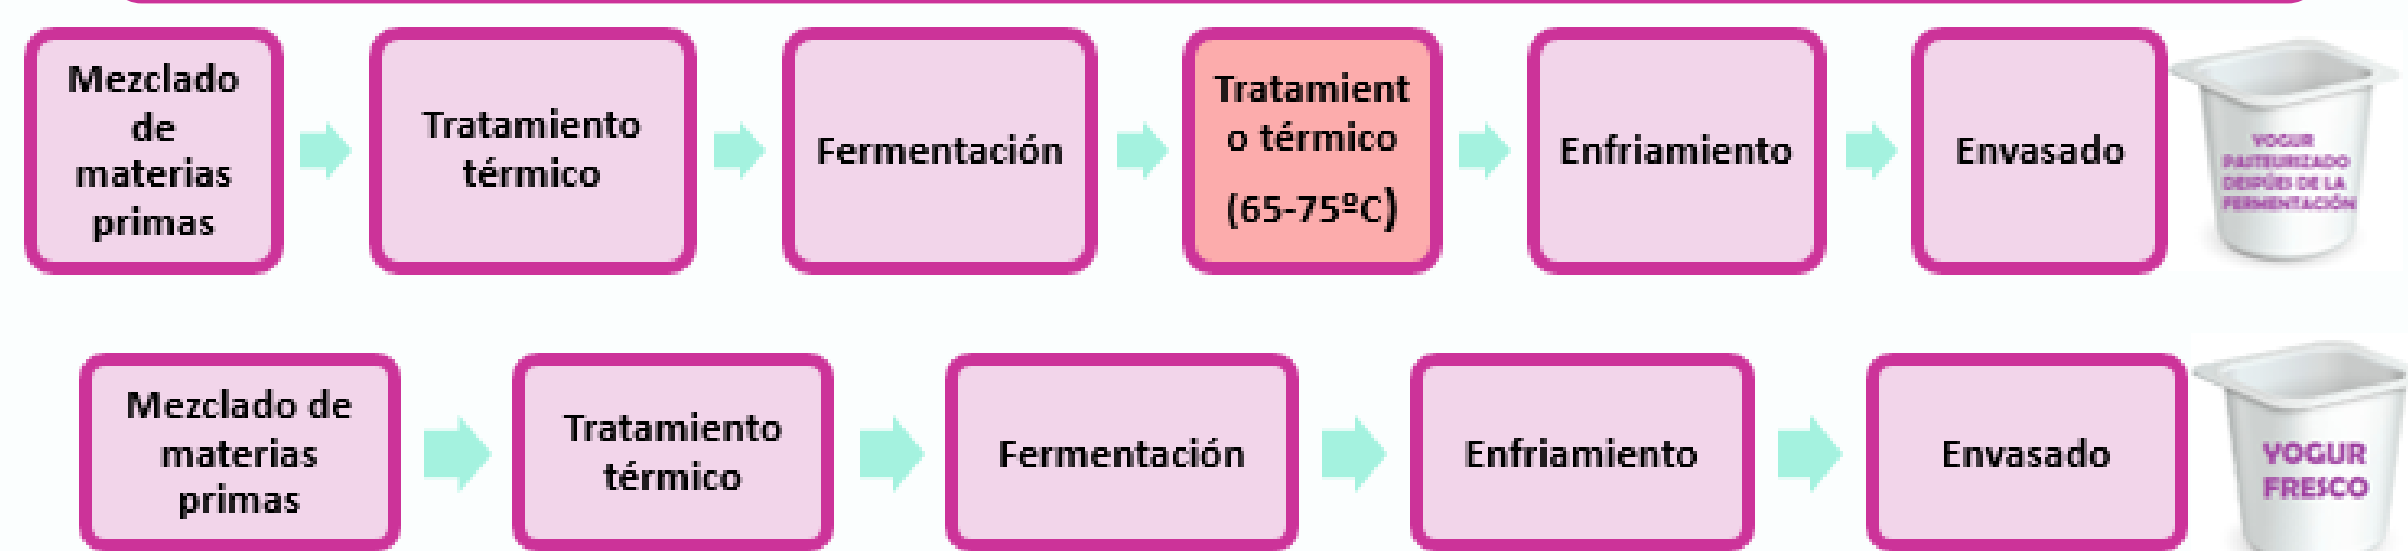 Mezclado
de
materias
primas
Tratamiento
térmico
Fermentación
Tratamient
o térmico
(65-75ºC)
Enfriamiento
Envasado
YOGUR
PASTEURIZADO
DESPÚES DE LA
FERMENTACIÓN
Mezclado de
materias
primas
Tratamiento
térmico
Fermentación
Enfriamiento
Envasado
YOGUR
FRESCO